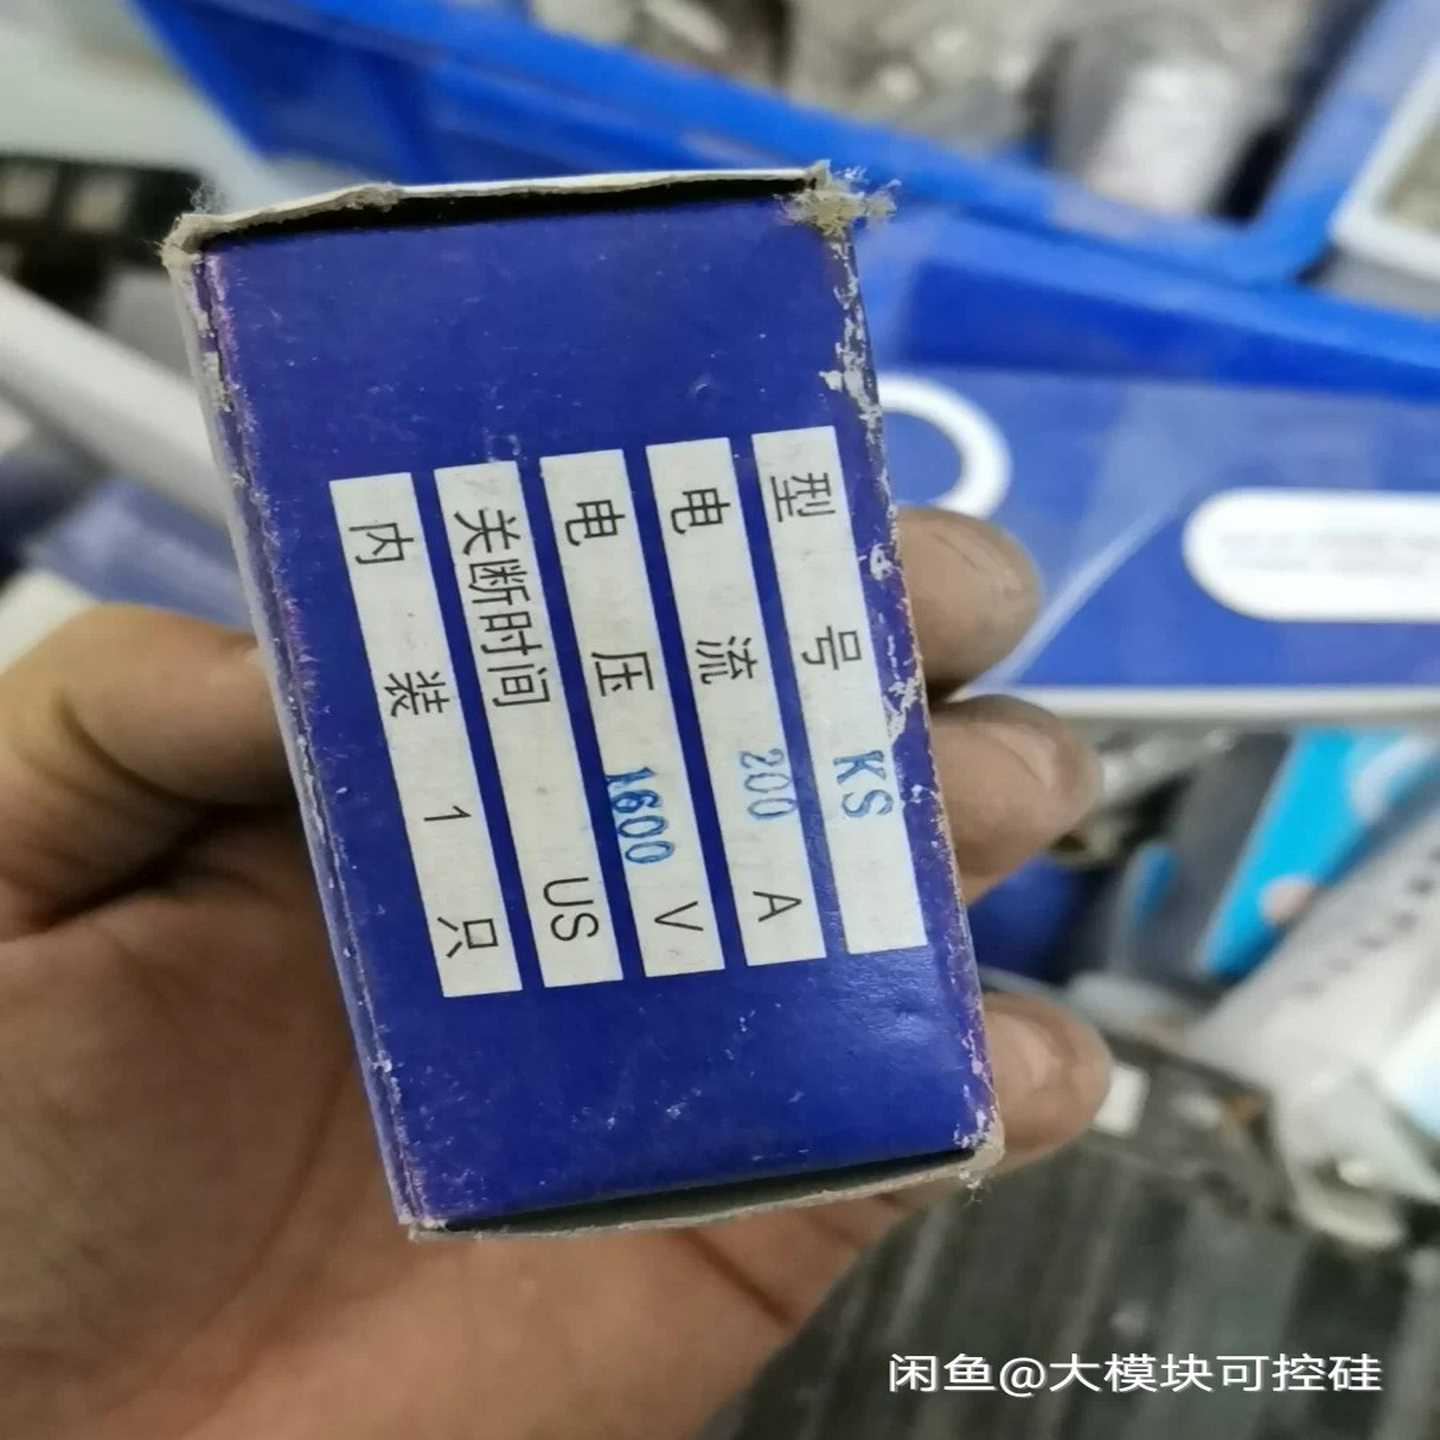 型号 KS
电流 200 A
电压 1600 V
关断时间 US
内装 1 只
闲鱼@大模块可控硅